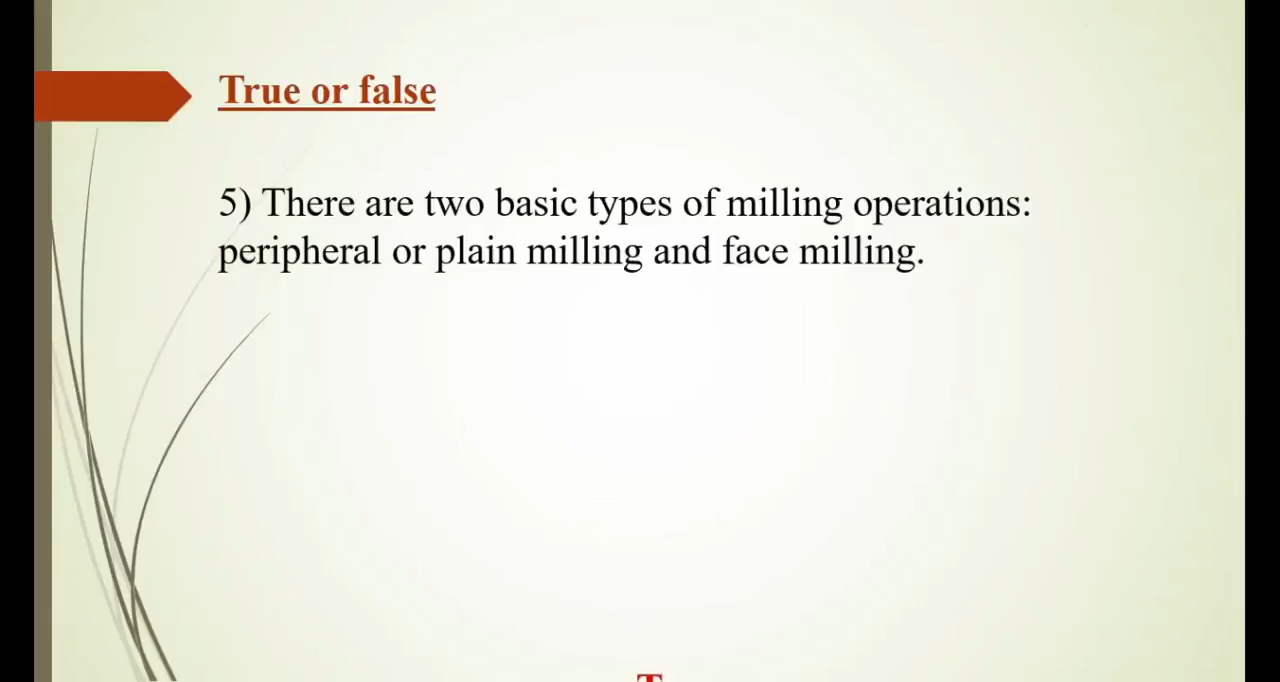 True or false
5) There are two basic types of milling operations:
peripheral or plain milling and face milling.